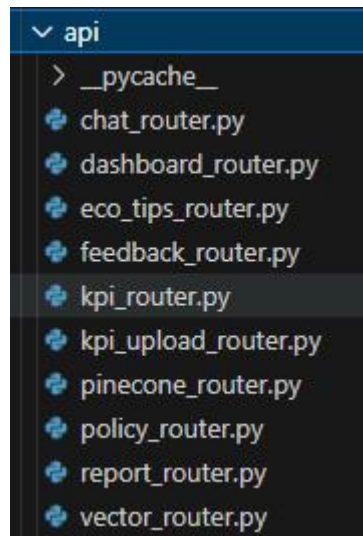 api
__pycache__
chat_router.py
dashboard_router.py
eco_tips_router.py
feedback_router.py
kpi_router.py
kpi_upload_router.py
pinecone_router.py
policy_router.py
report_router.py
vector_router.py